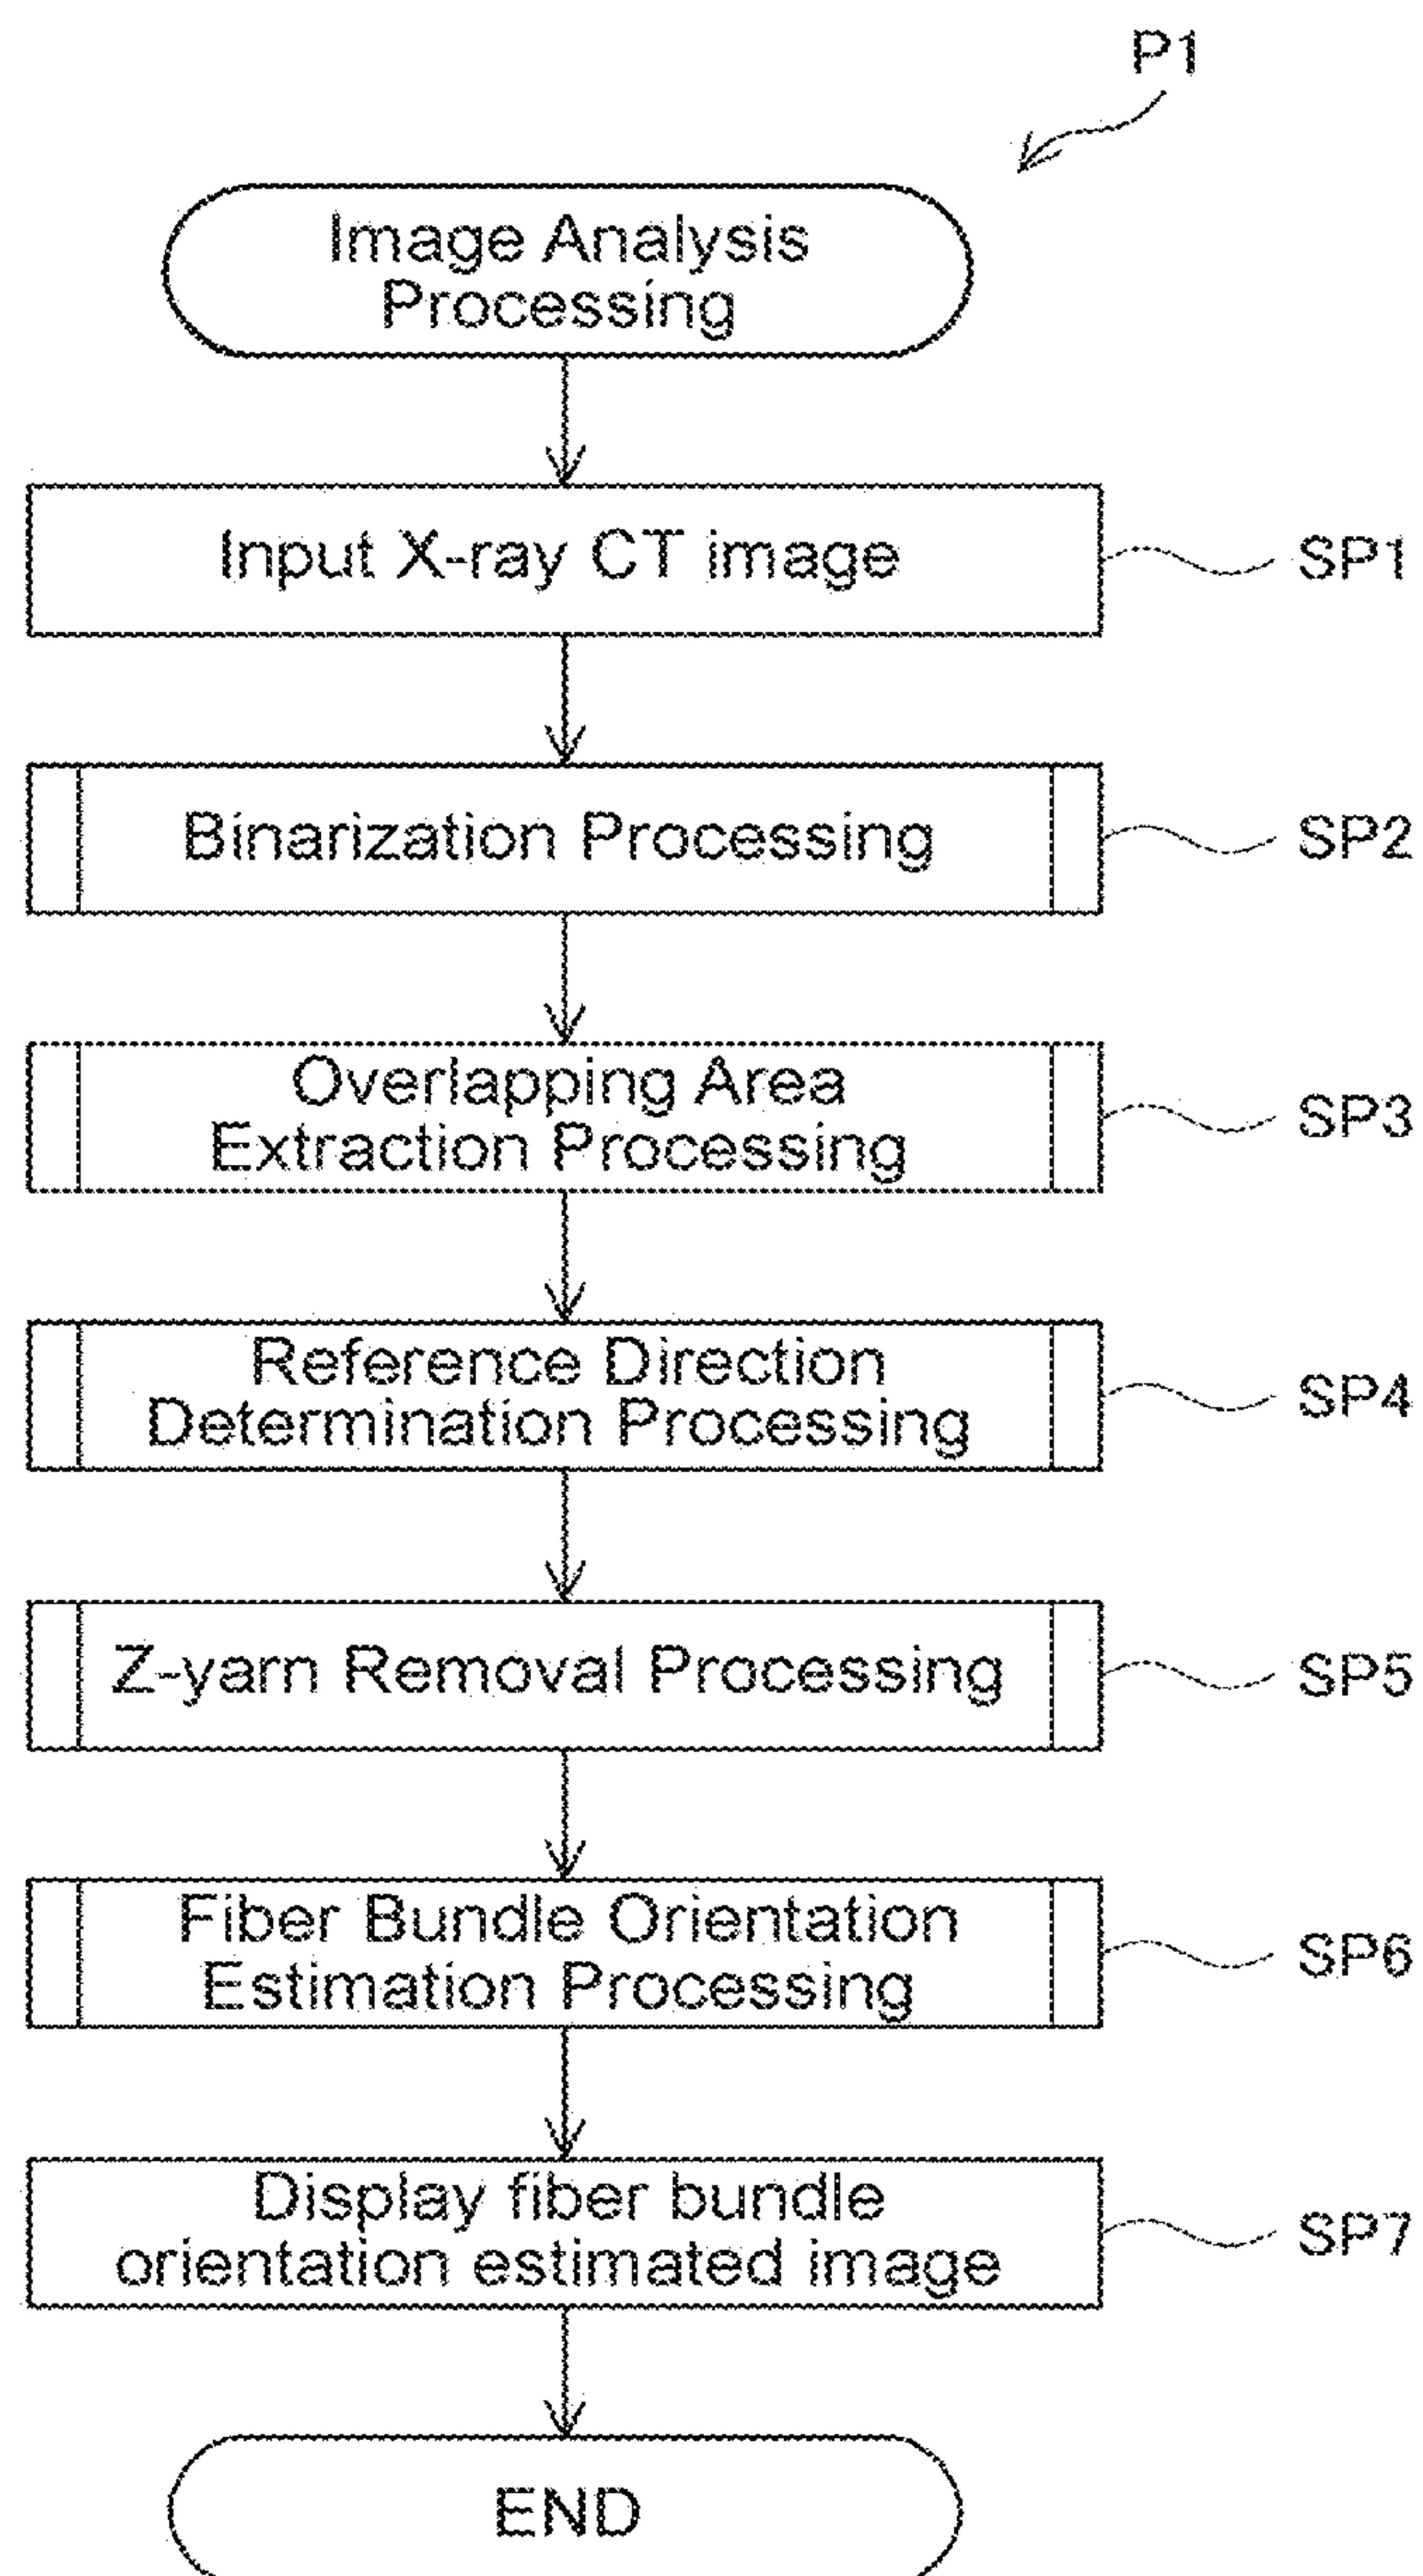 P1
Image Analysis
Processing
Input X-ray CT image
SP1
Binarization Processing
SP2
Overlapping Area
Extraction Processing
SP3
Reference Direction
Determination Processing
SP4
Z-yarn Removal Processing
SP5
Fiber Bundle Orientation
Estimation Processing
SP6
Display fiber bundle
orientation estimated image
SP7
END